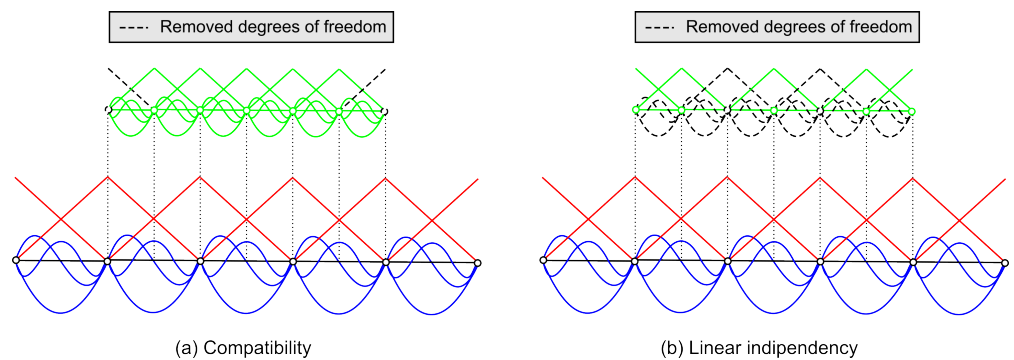 Removed degrees of freedom
Removed degrees of freedom
(a) Compatibility
(b) Linear indipendency